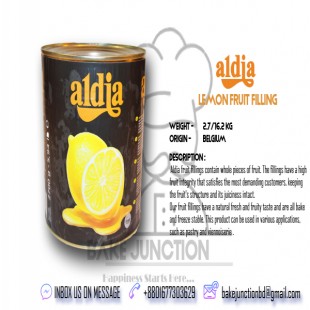 aldia
aldia
LEMON FRUIT FILLING
WEIGHT - 2.7/16.2 KG
ORIGIN - BELGIUM
DESCRIPTION :
Aldia fruit fillings contain whole pieces of fruit. The fillings have a high
fruit integrity that satisfies the most demanding customers, keeping
the fruit's structure and its juiciness intact.
Our fruit fillings have a natural fresh and fruity taste and are all bake
and freeze stable. This product can be used in various applications,
such as pastry and viennoiserie.
BAKE JUNCTION
Happiness Starts Here...
INBOX US ON MESSAGE
+8801677303629
bakejunctionbd@gmail.com